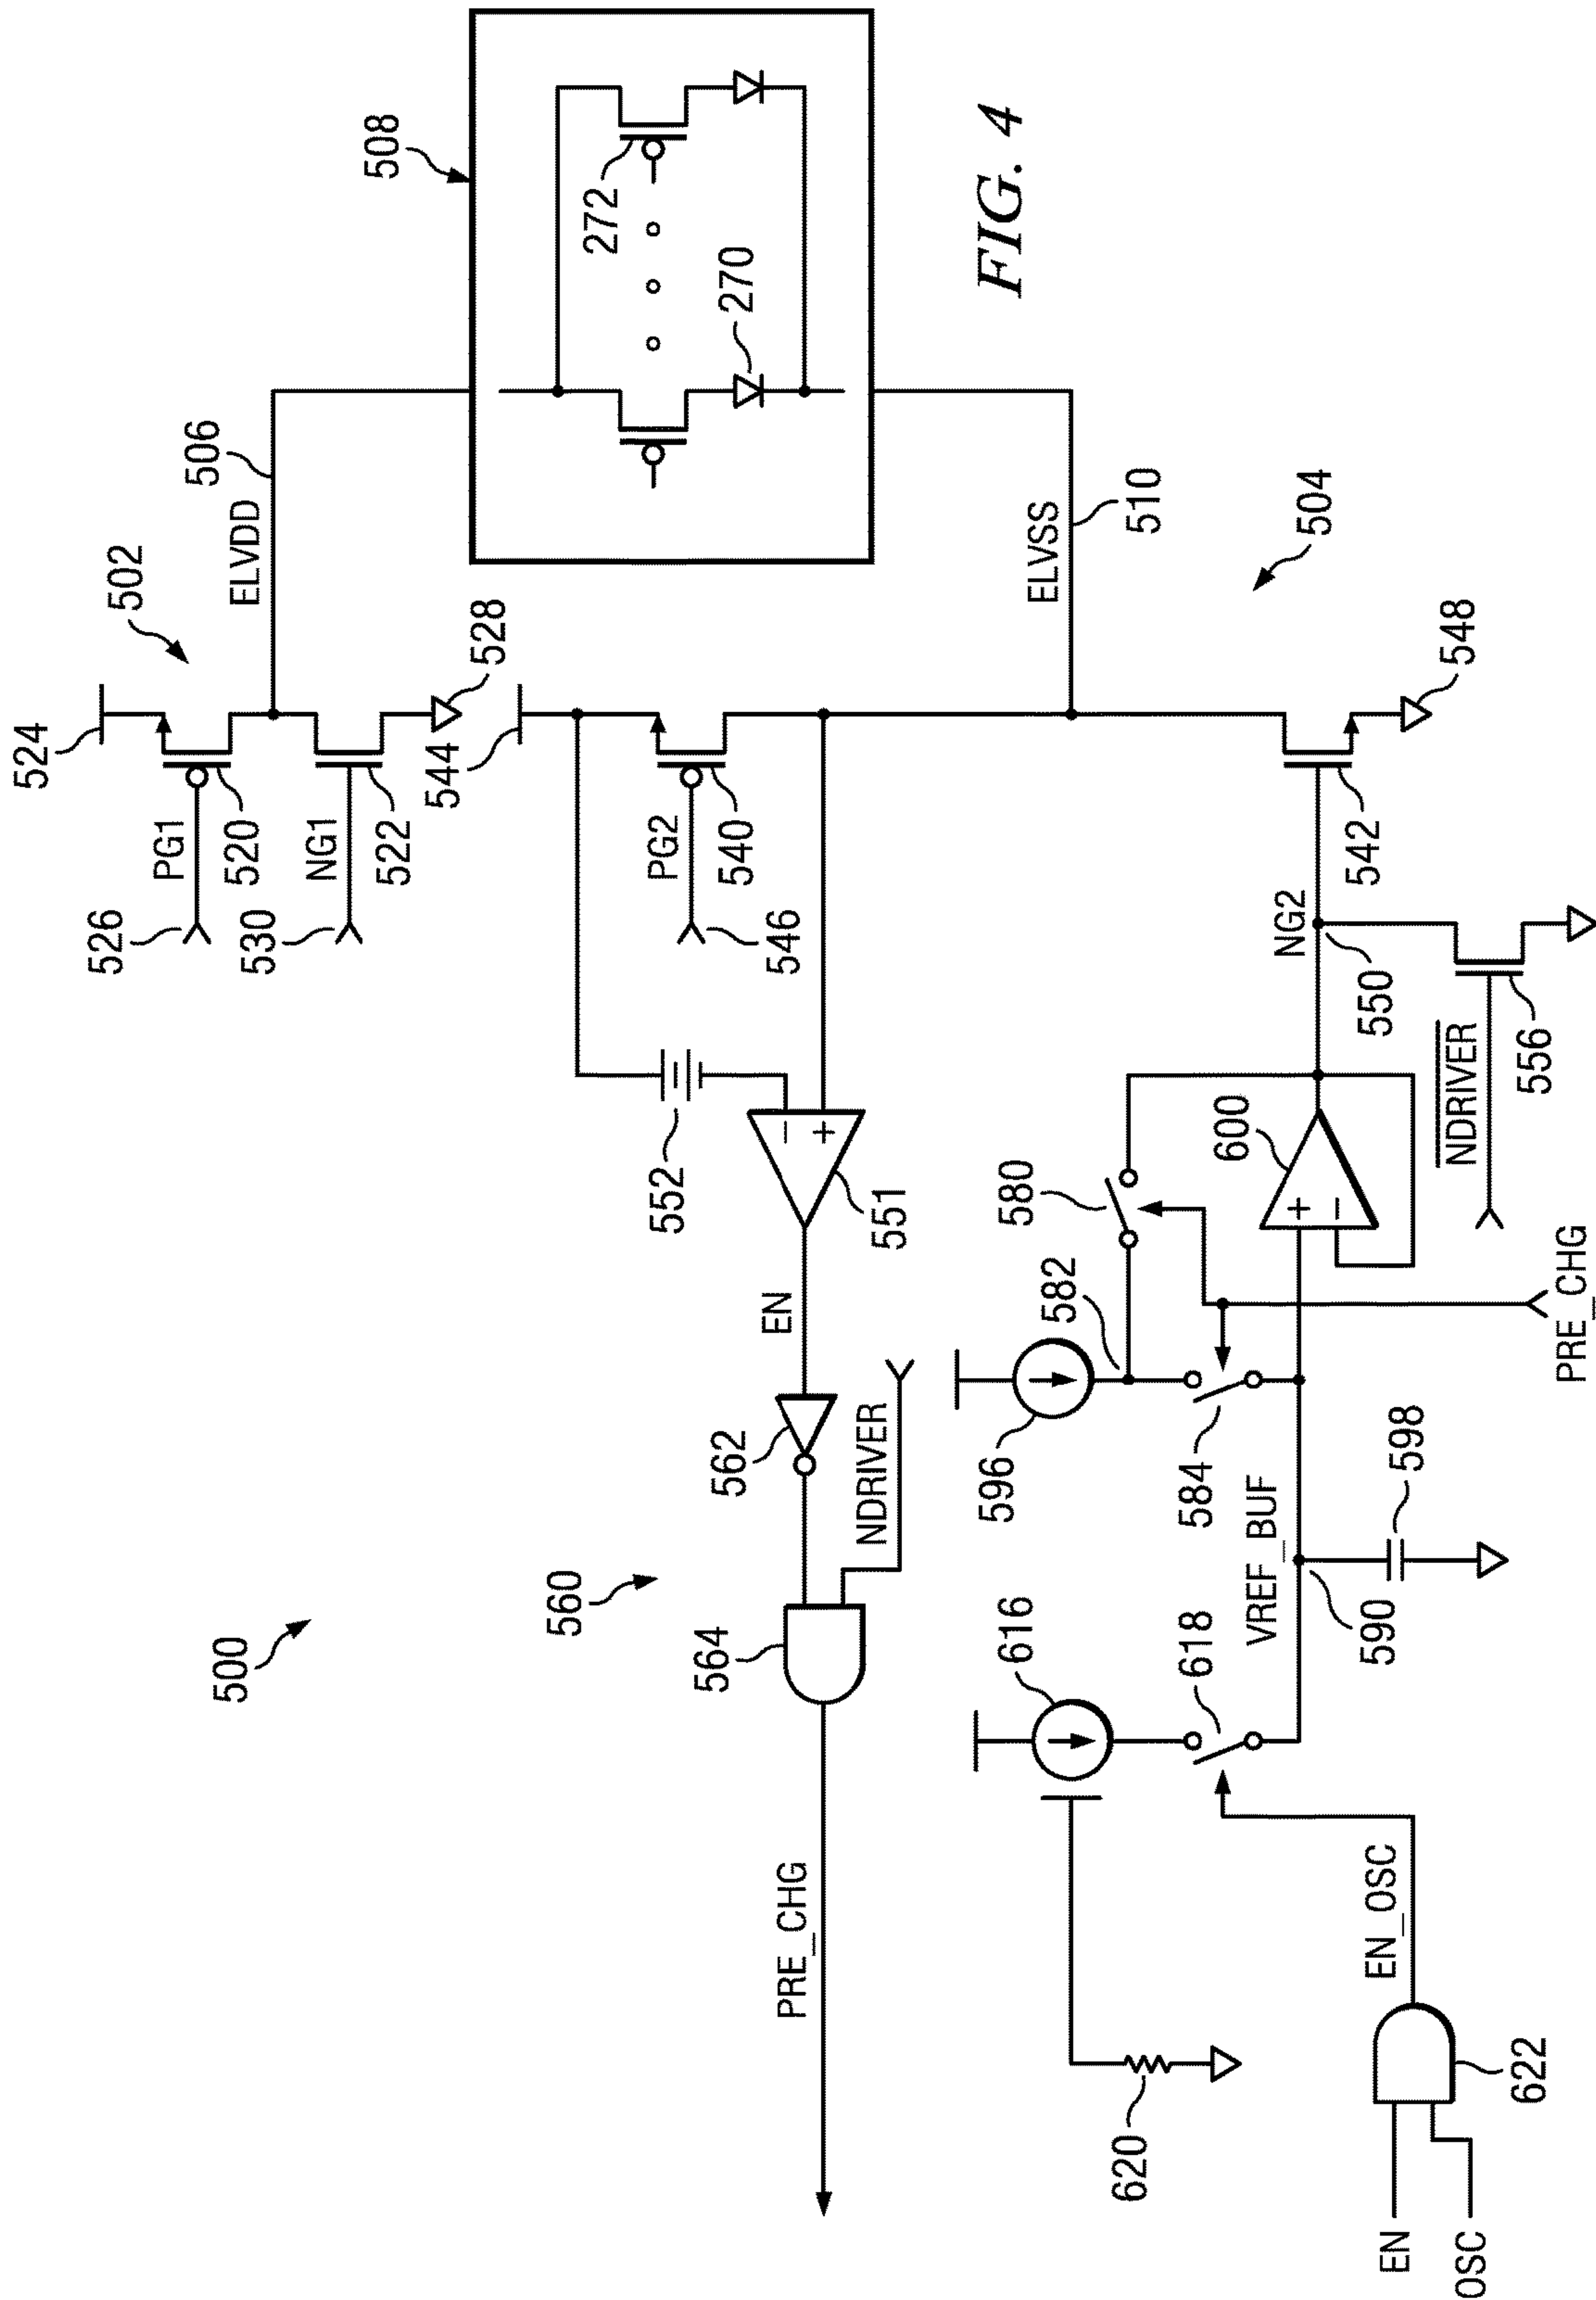 500
524
526
PG1
520
502
ELVDD
506
508
530
NG1
522
528
544
272
270
546
PG2
540
552
551
EN
562
560
564
NDRIVER
PRE_CHG
−
+
ELVSS
510
504
FIG. 4
596
582
580
600
+
−
NG2
550
542
548
NDRIVER
556
584
PRE_CHG
616
618
VREF_BUF
590
598
620
EN_OSC
EN
OSC
622